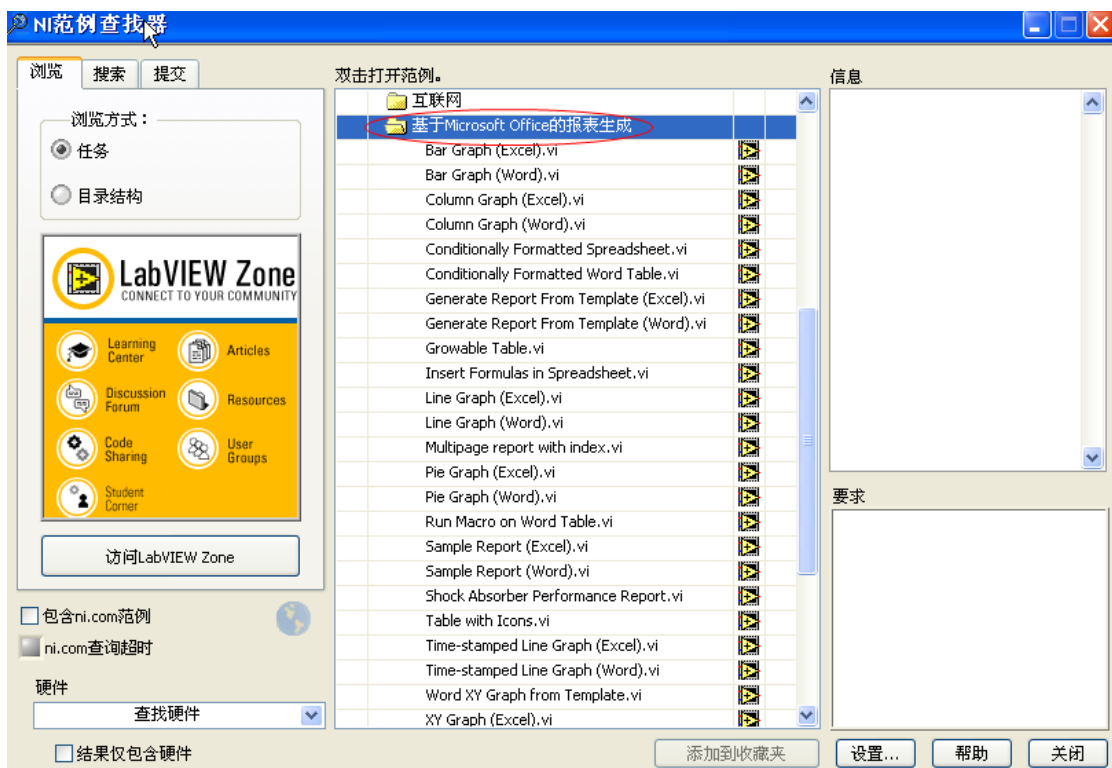 NI范例查找器
浏览 搜索 提交
浏览方式：
任务
目录结构
LabVIEW Zone
CONNECT TO YOUR COMMUNITY
Learning Center
Articles
Discussion Forum
Resources
Code Sharing
User Groups
Student Corner
访问LabVIEW Zone
包含ni.com范例
ni.com查询超时
硬件
查找硬件
结果仅包含硬件
双击打开范例。
互联网
基于Microsoft Office的报表生成
Bar Graph (Excel).vi
Bar Graph (Word).vi
Column Graph (Excel).vi
Column Graph (Word).vi
Conditionally Formatted Spreadsheet.vi
Conditionally Formatted Word Table.vi
Generate Report From Template (Excel).vi
Generate Report From Template (Word).vi
Growable Table.vi
Insert Formulas in Spreadsheet.vi
Line Graph (Excel).vi
Line Graph (Word).vi
Multipage report with index.vi
Pie Graph (Excel).vi
Pie Graph (Word).vi
Run Macro on Word Table.vi
Sample Report (Excel).vi
Sample Report (Word).vi
Shock Absorber Performance Report.vi
Table with Icons.vi
Time-stamped Line Graph (Excel).vi
Time-stamped Line Graph (Word).vi
Word XY Graph from Template.vi
XY Graph (Excel).vi
信息
要求
添加到收藏夹 设置... 帮助 关闭